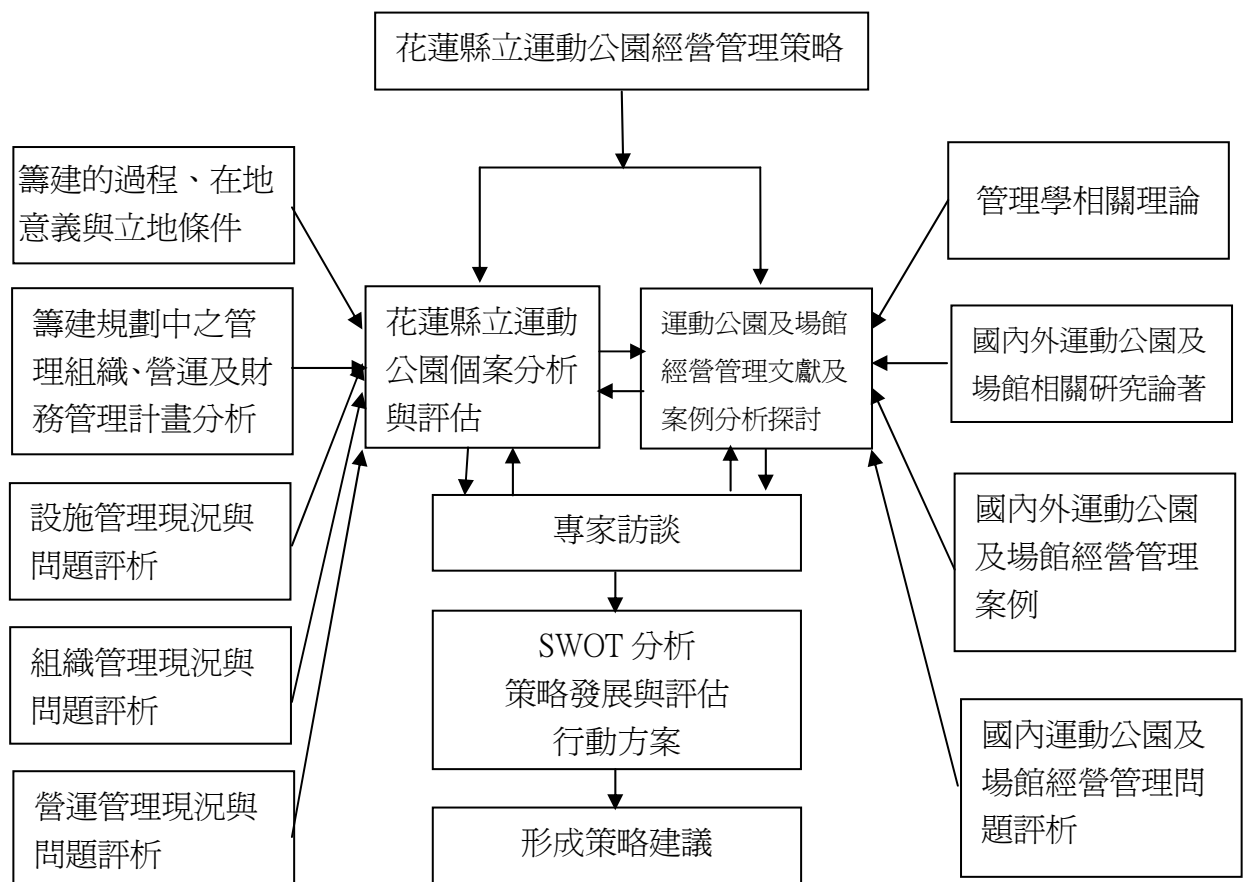 花蓮縣立運動公園經營管理策略
籌建的過程、在地
意義與立地條件
籌建規劃中之管
理組織、營運及財
務管理計畫分析
設施管理現況與
問題評析
組織管理現況與
問題評析
營運管理現況與
問題評析
花蓮縣立運動
公園個案分析
與評估
運動公園及場館
經營管理文獻及
案例分析探討
專家訪談
SWOT 分析
策略發展與評估
行動方案
形成策略建議
管理學相關理論
國內外運動公園及
場館相關研究論著
國內外運動公園
及場館經營管理
案例
國內運動公園及
場館經營管理問
題評析